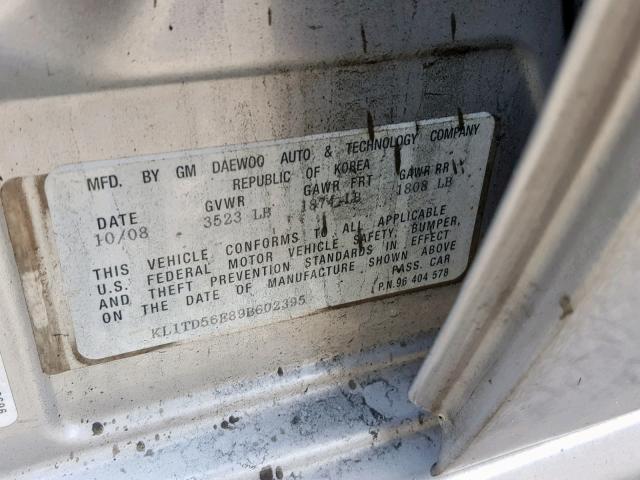 MFD. BY GM DAEWOO AUTO & TECHNOLOGY COMPANY
REPUBLIC OF KOREA
DATE GVWR GAWR FRT GAWR RR
10/08 3523 LB 1874 LB 1808 LB
THIS VEHICLE CONFORMS TO ALL APPLICABLE
U.S. FEDERAL MOTOR VEHICLE SAFETY, BUMPER,
AND THEFT PREVENTION STANDARDS IN EFFECT
ON THE DATE OF MANUFACTURE SHOWN ABOVE
PASS. CAR
KL1TD56E89B602395 P.N.96 404 578